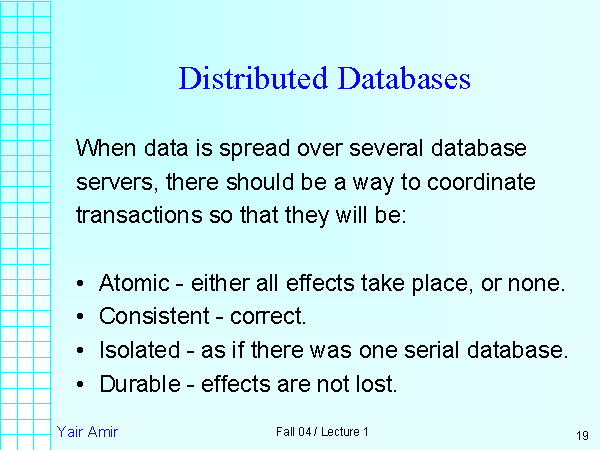 Distributed Databases
When data is spread over several database
servers, there should be a way to coordinate
transactions so that they will be:
• Atomic - either all effects take place, or none.
• Consistent - correct.
• Isolated - as if there was one serial database.
• Durable - effects are not lost.
Yair Amir
Fall 04 / Lecture 1
19